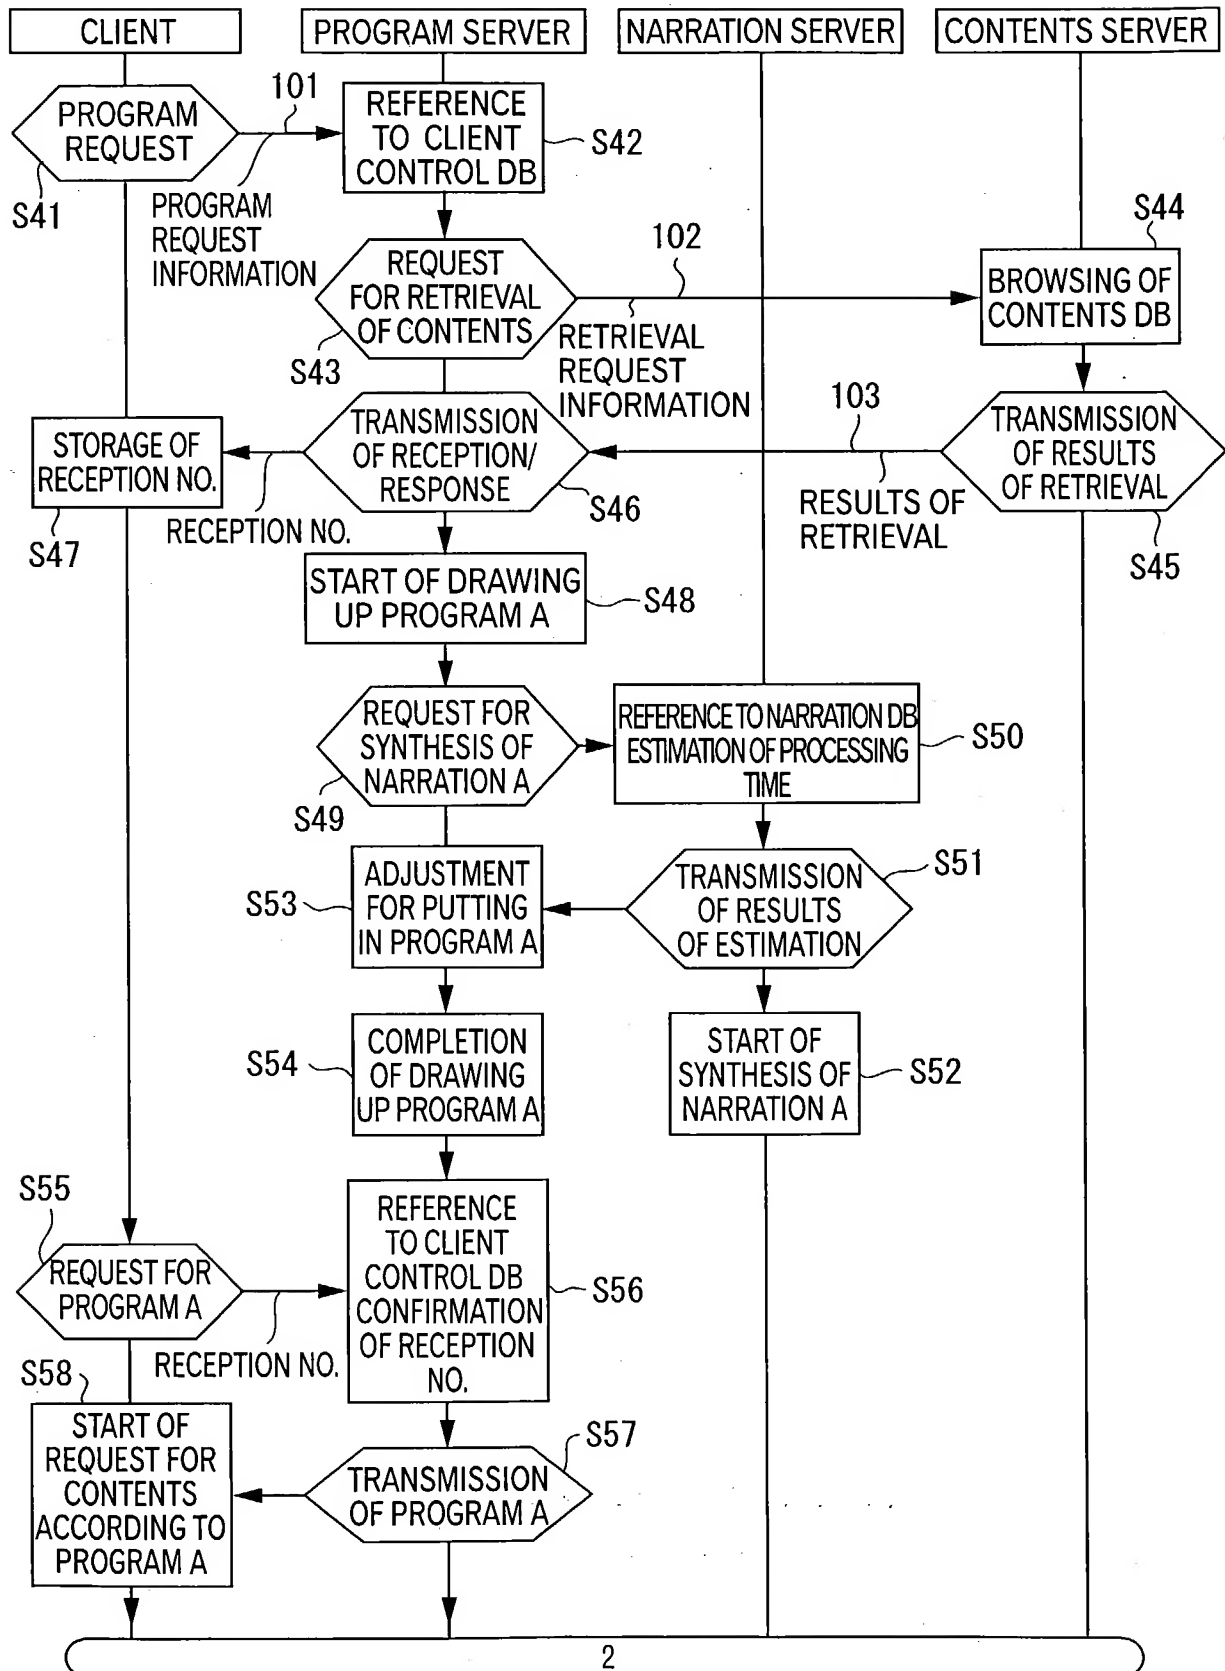 CLIENT
PROGRAM SERVER
NARRATION SERVER
CONTENTS SERVER
PROGRAM
REQUEST
S41
101
PROGRAM
REQUEST
INFORMATION
REFERENCE
TO CLIENT
CONTROL DB
S42
REQUEST
FOR RETRIEVAL
OF CONTENTS
S43
102
RETRIEVAL
REQUEST
INFORMATION
S44
BROWSING OF
CONTENTS DB
TRANSMISSION
OF RESULTS
OF RETRIEVAL
S45
103
RESULTS OF
RETRIEVAL
TRANSMISSION
OF RECEPTION/
RESPONSE
S46
RECEPTION NO.
STORAGE OF
RECEPTION NO.
S47
START OF DRAWING
UP PROGRAM A
S48
REQUEST FOR
SYNTHESIS OF
NARRATION A
S49
REFERENCE TO NARRATION DB
ESTIMATION OF PROCESSING
TIME
S50
TRANSMISSION
OF RESULTS
OF ESTIMATION
S51
ADJUSTMENT
FOR PUTTING
IN PROGRAM A
S53
START OF
SYNTHESIS OF
NARRATION A
S52
COMPLETION
OF DRAWING
UP PROGRAM A
S54
S55
REQUEST FOR
PROGRAM A
RECEPTION NO.
REFERENCE
TO CLIENT
CONTROL DB
CONFIRMATION
OF RECEPTION
NO.
S56
S57
TRANSMISSION
OF PROGRAM A
S58
START OF
REQUEST FOR
CONTENTS
ACCORDING TO
PROGRAM A
2